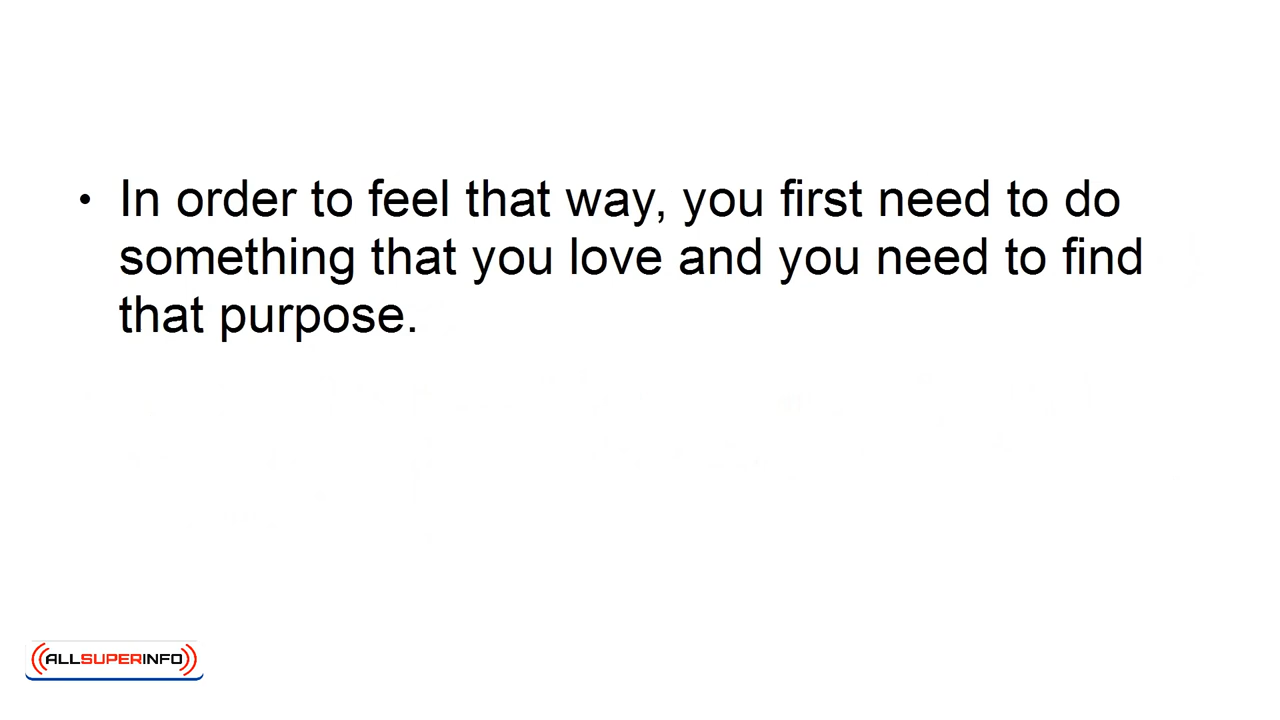 • In order to feel that way, you first need to do
something that you love and you need to find
that purpose.
ALLSUPERINFO